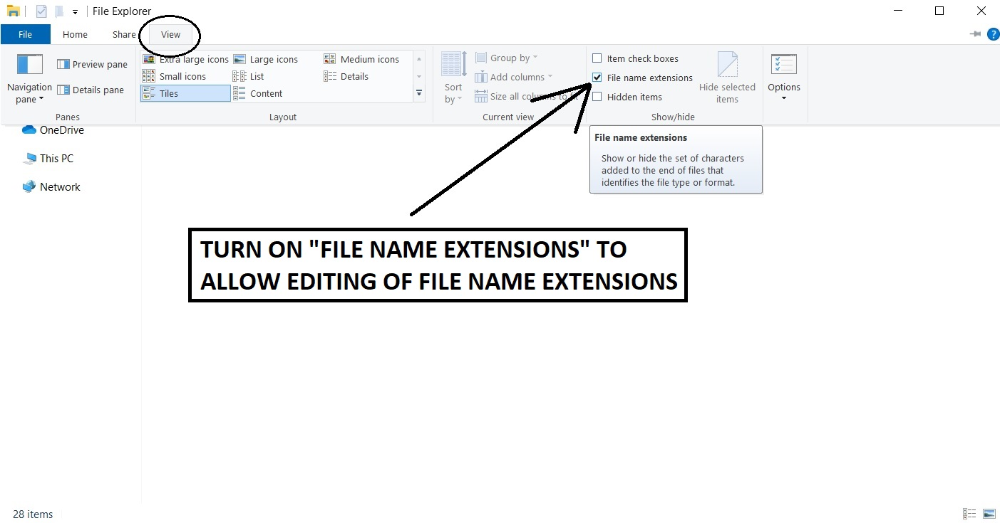 File Explorer
File Home Share View
?
Extra large icons Large icons Medium icons
Small icons List Details
Tiles Content
Preview pane
Details pane
Navigation
pane
Panes
Layout
Sort
by
Group by
Add columns
Size all columns to fit
Current view
Item check boxes
File name extensions
Hidden items
Hide selected
items
Show/hide
Options
OneDrive
This PC
Network
File name extensions
Show or hide the set of characters
added to the end of files that
identifies the file type or format.
TURN ON "FILE NAME EXTENSIONS" TO
ALLOW EDITING OF FILE NAME EXTENSIONS
28 items